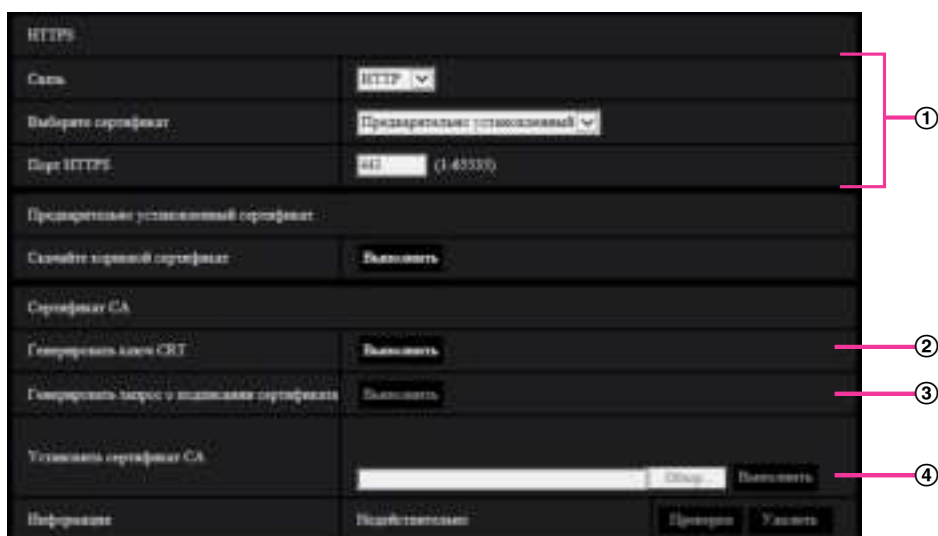 HTTPS
Связь HTTP
Выберите сертификат Предварительно установленный
①
Порт HTTPS 443 (1-65535)
Предварительно установленный сертификат
Скачайте корневой сертификат Выполнить
Сертификат CA
Генерировать ключ CRT Выполнить ②
Генерировать запрос о подписании сертификата Выполнить ③
Установить сертификат CA
Обзор... Выполнить ④
Информация Недействительно Проверка Удалить